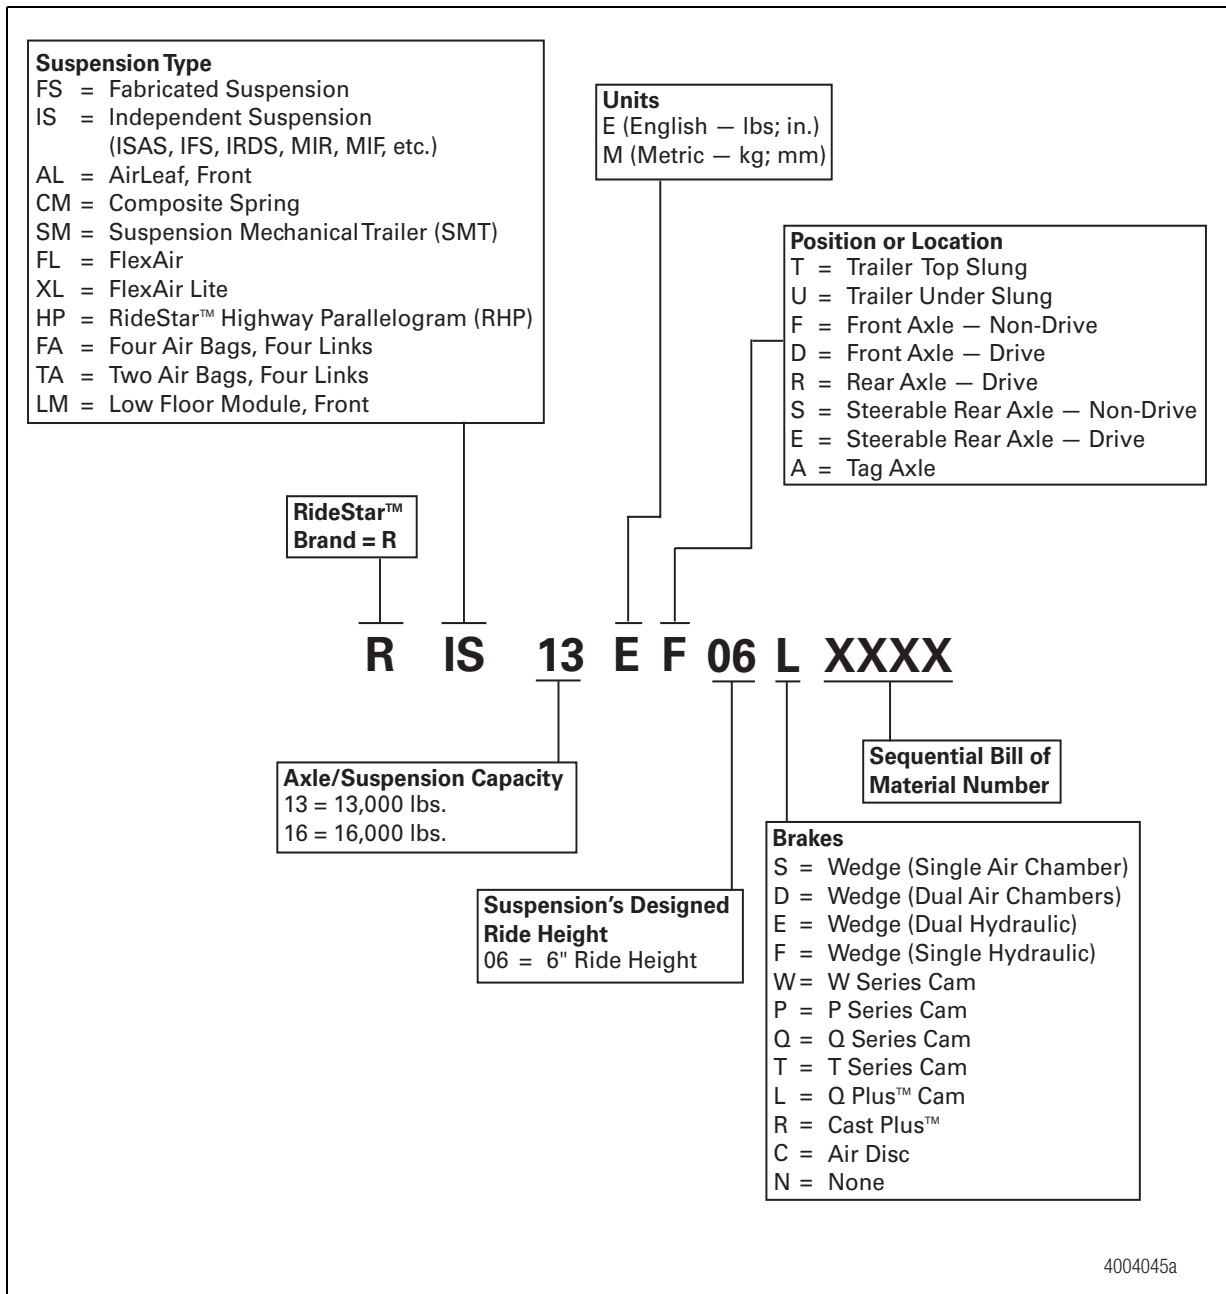 Suspension Type
FS = Fabricated Suspension
IS = Independent Suspension
(ISAS, IFS, IRDS, MIR, MIF, etc.)
AL = AirLeaf, Front
CM = Composite Spring
SM = Suspension Mechanical Trailer (SMT)
FL = FlexAir
XL = FlexAir Lite
HP = RideStar™ Highway Parallelogram (RHP)
FA = Four Air Bags, Four Links
TA = Two Air Bags, Four Links
LM = Low Floor Module, Front
Units
E (English — lbs; in.)
M (Metric — kg; mm)
Position or Location
T = Trailer Top Slung
U = Trailer Under Slung
F = Front Axle — Non-Drive
D = Front Axle — Drive
R = Rear Axle — Drive
S = Steerable Rear Axle — Non-Drive
E = Steerable Rear Axle — Drive
A = Tag Axle
RideStar™
Brand = R
R IS 13 E F 06 L XXXX
Axle/Suspension Capacity
13 = 13,000 lbs.
16 = 16,000 lbs.
Suspension's Designed
Ride Height
06 = 6" Ride Height
Sequential Bill of
Material Number
Brakes
S = Wedge (Single Air Chamber)
D = Wedge (Dual Air Chambers)
E = Wedge (Dual Hydraulic)
F = Wedge (Single Hydraulic)
W = W Series Cam
P = P Series Cam
Q = Q Series Cam
T = T Series Cam
L = Q Plus™ Cam
R = Cast Plus™
C = Air Disc
N = None
4004045a